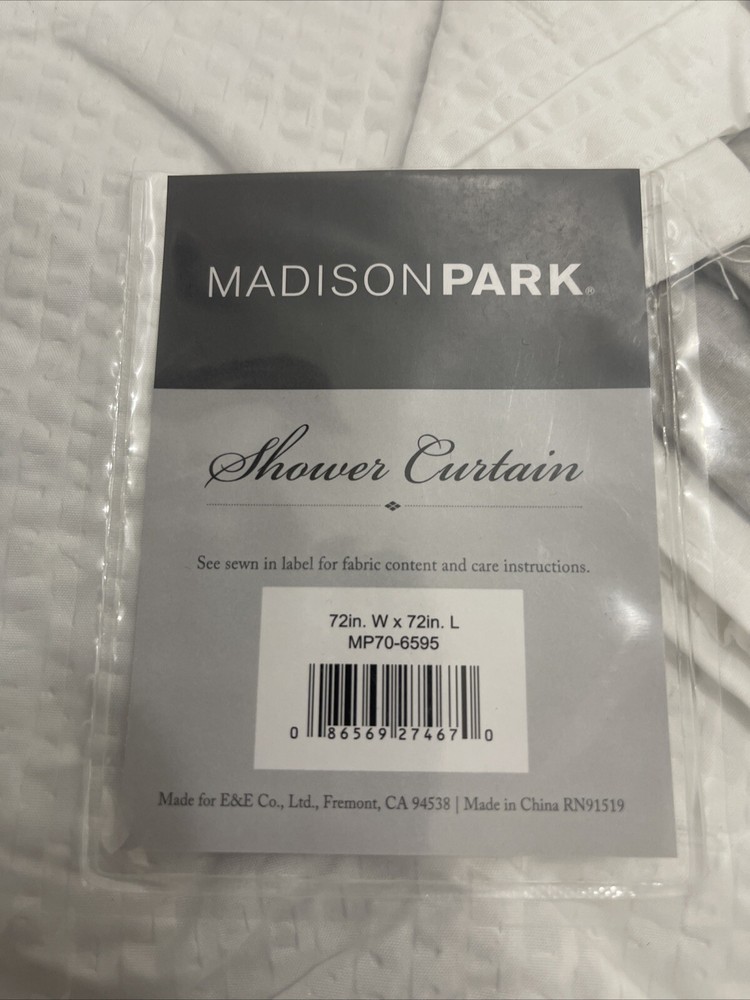 MADISONPARK®
Shower Curtain
See sewn in label for fabric content and care instructions.
72in. W x 72in. L
MP70-6595
0 86569 27467 0
Made for E&E Co., Ltd., Fremont, CA 94538 | Made in China RN91519